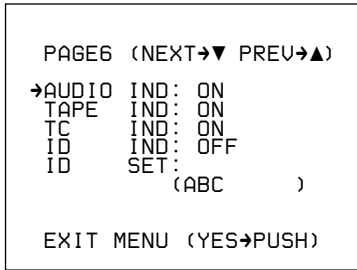 PAGE6 (NEXT→▼ PREV→▲)
→AUDIO IND: ON
TAPE IND: ON
TC IND: ON
ID IND: OFF
ID SET:
(ABC )
EXIT MENU (YES→PUSH)